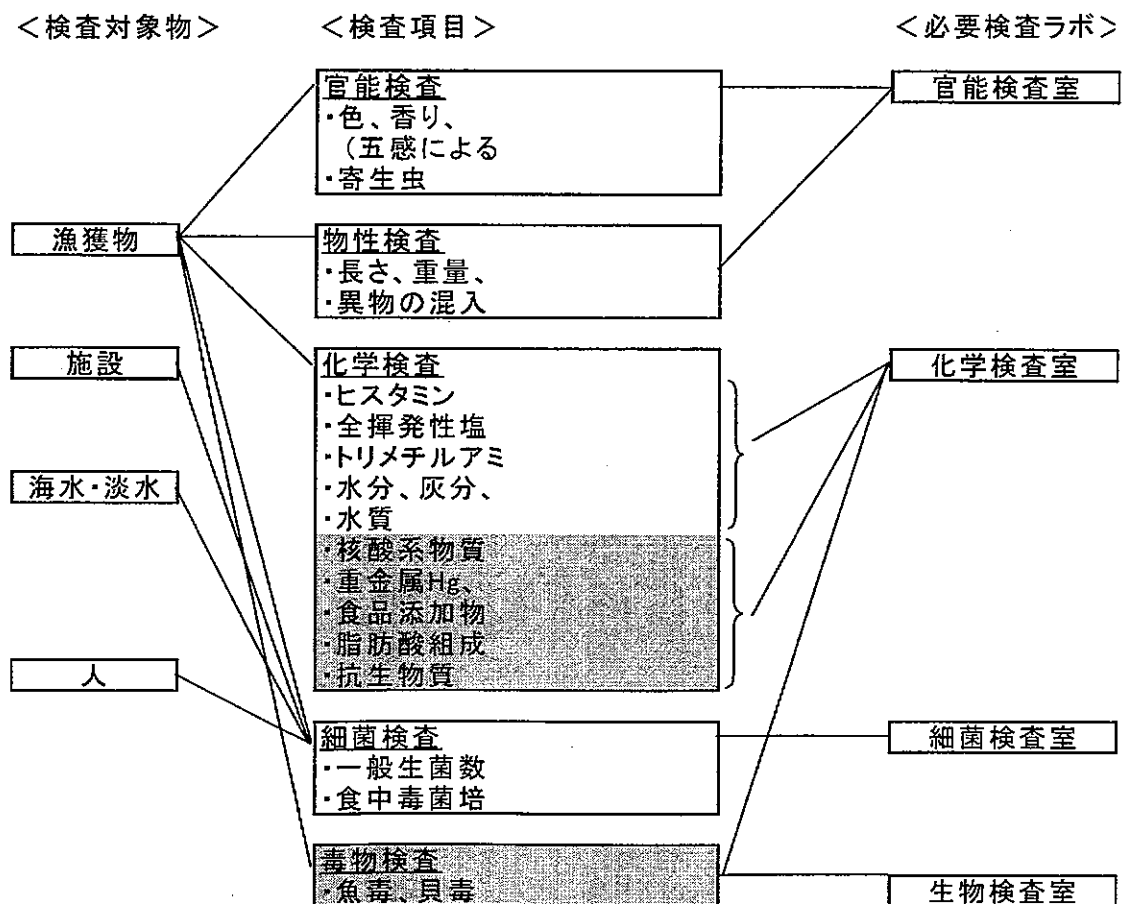 ＜検査対象物＞
＜検査項目＞
＜必要検査ラボ＞
官能検査
・色、香り、
（五感による
・寄生虫
官能検査室
漁獲物
物性検査
・長さ、重量、
・異物の混入
施設
化学検査
・ヒスタミン
・全揮発性塩
・トリメチルアミ
・水分、灰分、
・水質
・核酸系物質
・重金属Hg、
・食品添加物
・脂肪酸組成
・抗生物質
化学検査室
海水・淡水
人
細菌検査
・一般生菌数
・食中毒菌培
細菌検査室
毒物検査
・魚毒、貝毒
生物検査室